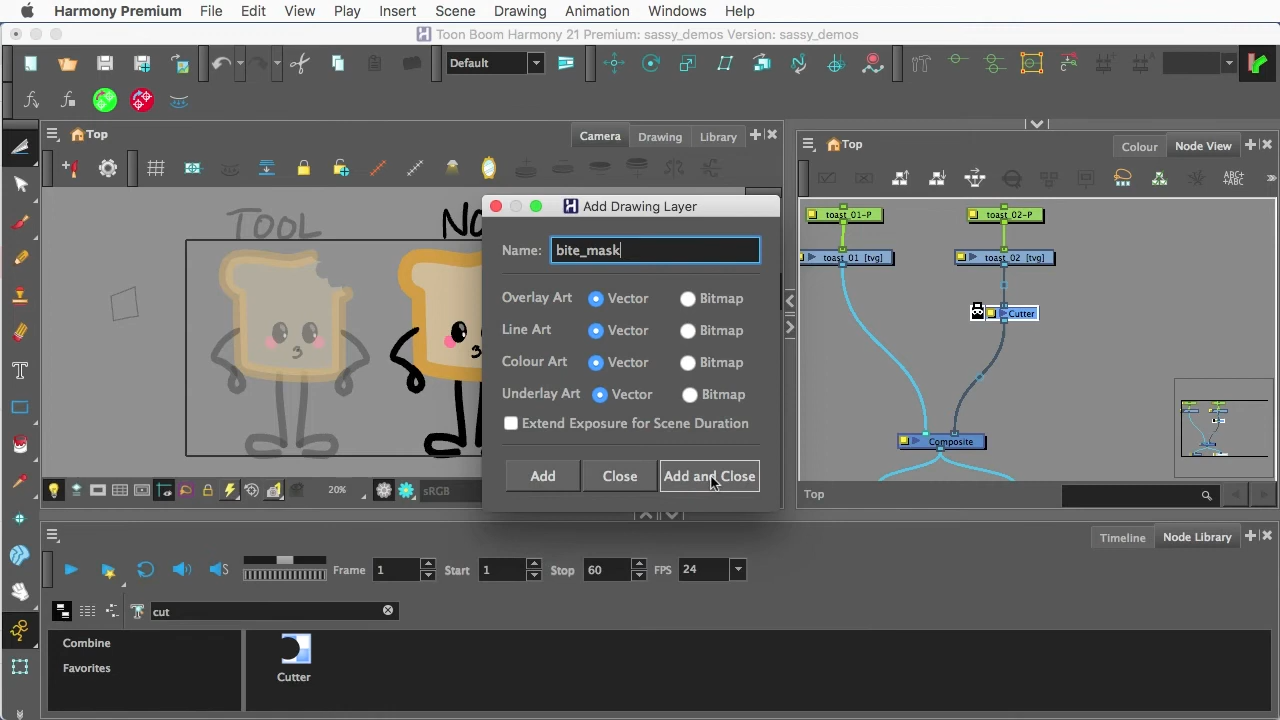 Harmony Premium File Edit View Play Insert Scene Drawing Animation Windows Help
Toon Boom Harmony 21 Premium: sassy_demos Version: sassy_demos
Default
Top
Camera Drawing Library
Top
Colour Node View
ABC+
ABC
TOOL
NO
Add Drawing Layer
Name: bite_mask
Overlay Art Vector Bitmap
Line Art Vector Bitmap
Colour Art Vector Bitmap
Underlay Art Vector Bitmap
Extend Exposure for Scene Duration
Add Close Add and Close
toast_01-P toast_02-P
toast_01 [tvg] toast_02 [tvg]
Cutter
Composite
20% sRGB
Top
Timeline Node Library
Frame 1 Start 1 Stop 60 FPS 24
cut
Combine
Favorites
Cutter